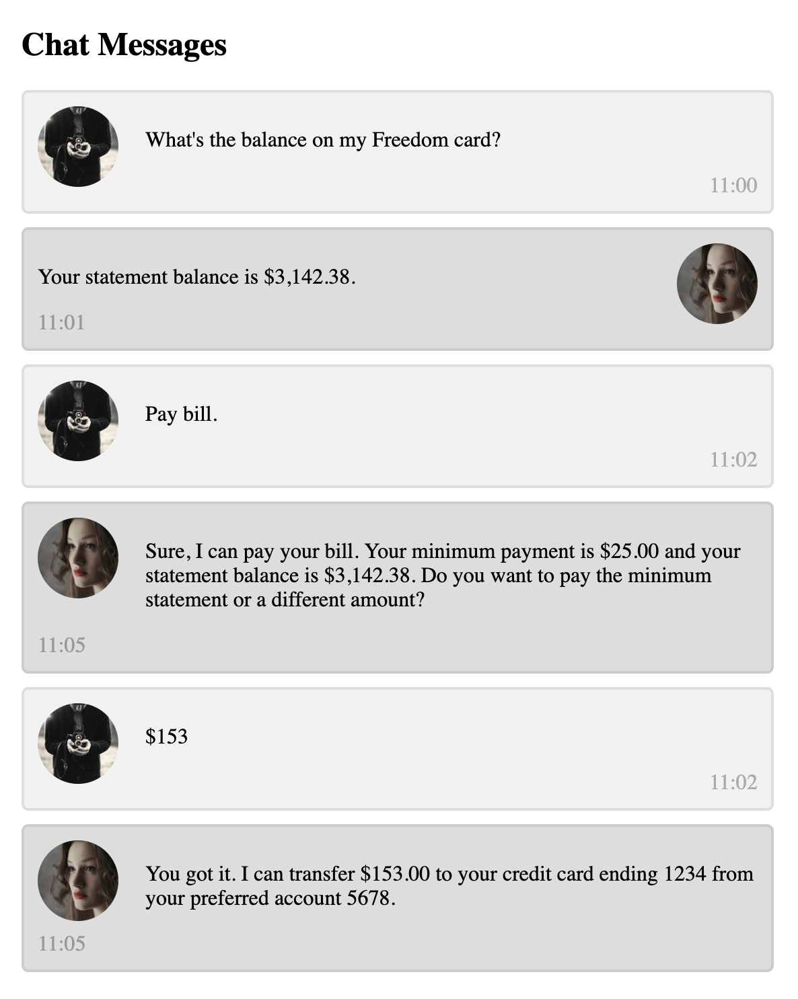 Chat Messages
What's the balance on my Freedom card?
11:00
Your statement balance is $3,142.38.
11:01
Pay bill.
11:02
Sure, I can pay your bill. Your minimum payment is $25.00 and your
statement balance is $3,142.38. Do you want to pay the minimum
statement or a different amount?
11:05
$153
11:02
You got it. I can transfer $153.00 to your credit card ending 1234 from
your preferred account 5678.
11:05